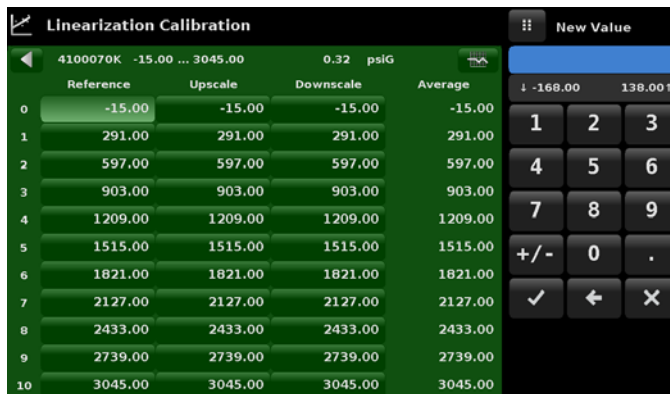 Linearization Calibration
New Value
4100070K -15.00 ... 3045.00 0.32 psiG
↓ -168.00 138.00↑
Reference Upscale Downscale Average
0 -15.00 -15.00 -15.00 -15.00
1 291.00 291.00 291.00 291.00
2 597.00 597.00 597.00 597.00
3 903.00 903.00 903.00 903.00
4 1209.00 1209.00 1209.00 1209.00
5 1515.00 1515.00 1515.00 1515.00
6 1821.00 1821.00 1821.00 1821.00
7 2127.00 2127.00 2127.00 2127.00
8 2433.00 2433.00 2433.00 2433.00
9 2739.00 2739.00 2739.00 2739.00
10 3045.00 3045.00 3045.00 3045.00
1 2 3
4 5 6
7 8 9
+/- 0 .